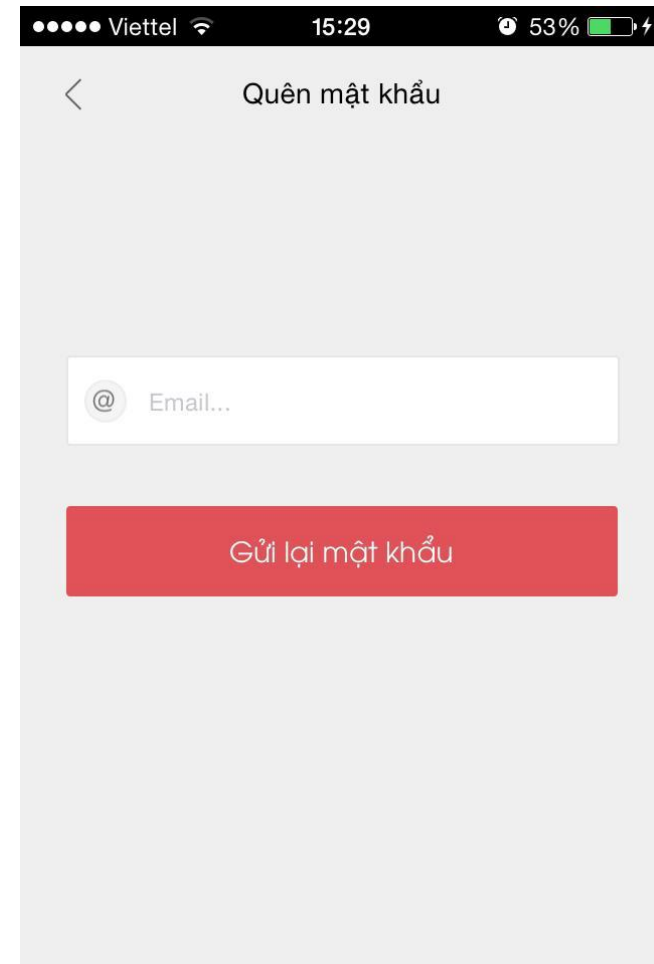 Viettel 15:29 53%
Quên mật khẩu
@ Email...
Gửi lại mật khẩu